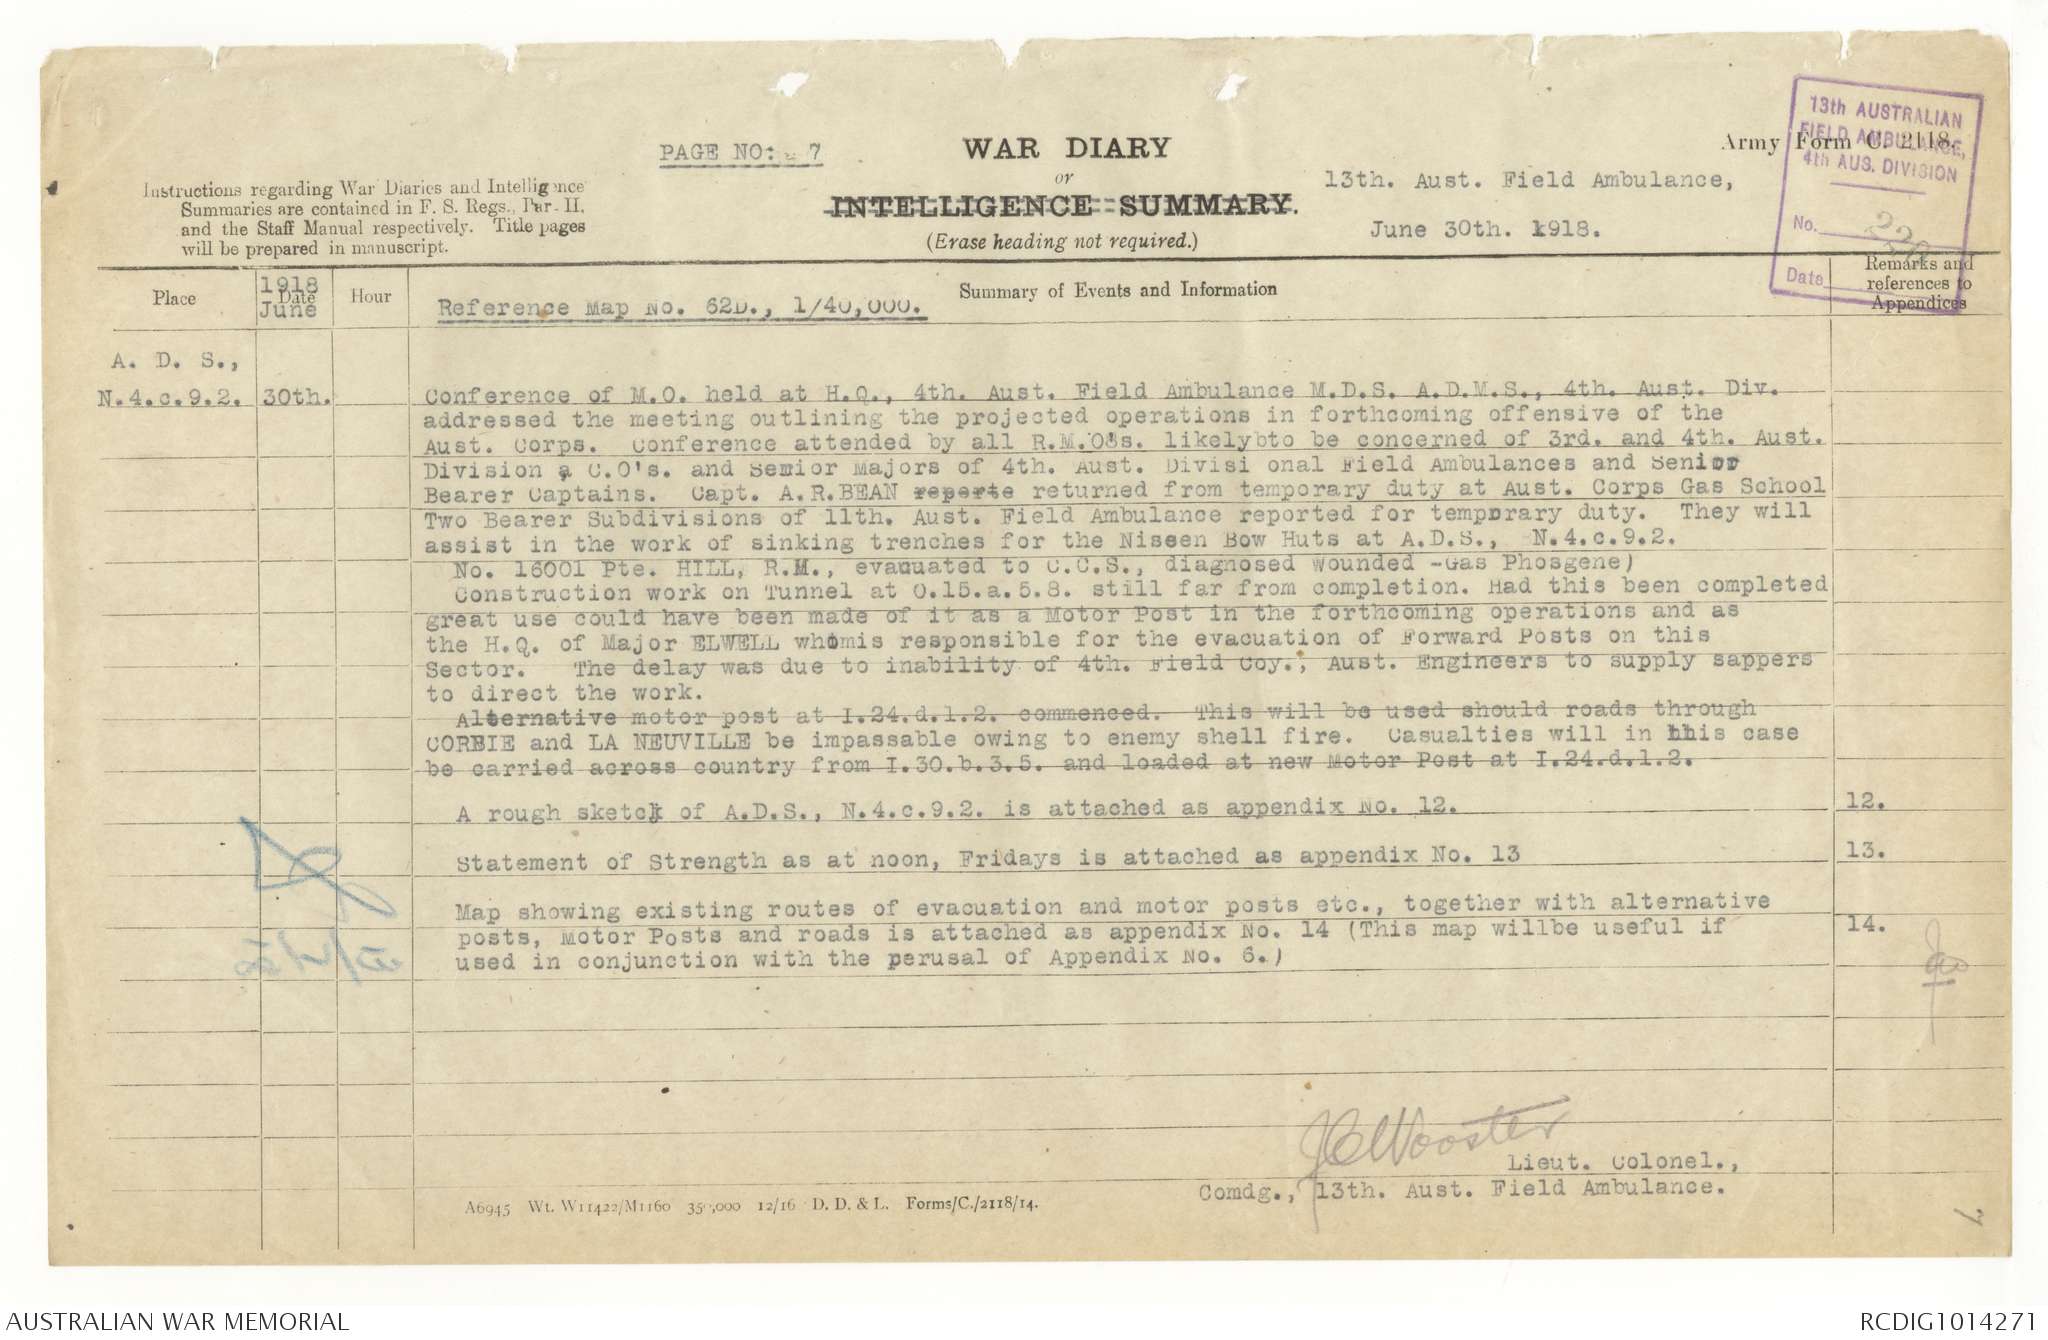 PAGE NO: 7
WAR DIARY
or
INTELLIGENCE SUMMARY.
(Erase heading not required.)
Army Form C. 2118.
13th. Aust. Field Ambulance,
June 30th. 1918.
13th AUSTRALIAN
FIELD AMBULANCE,
4th AUS. DIVISION
No.
Date
Instructions regarding War Diaries and Intelligence
Summaries are contained in F. S. Regs., Part II.
and the Staff Manual respectively. Title pages
will be prepared in manuscript.
Place
1918
Date
June
Hour
Summary of Events and Information
Reference Map No. 62D., 1/40,000.
Remarks and
references to
Appendices
A. D. S.,
N.4.c.9.2. 30th. Conference of M.O. held at H.Q., 4th. Aust. Field Ambulance M.D.S. A.D.M.S., 4th. Aust. Div.
addressed the meeting outlining the projected operations in forthcoming offensive of the
Aust. Corps. Conference attended by all R.M.O's. likelybto be concerned of 3rd. and 4th. Aust.
Division , C.O's. and Semior Majors of 4th. Aust. Divisi onal Field Ambulances and Senior
Bearer Captains. Capt. A.R.BEAN reperte returned from temporary duty at Aust. Corps Gas School
Two Bearer Subdivisions of 11th. Aust. Field Ambulance reported for temporary duty. They will
assist in the work of sinking trenches for the Niseen Bow Huts at A.D.S., N.4.c.9.2.
No. 16001 Pte. HILL, R.M., evacuated to C.C.S., diagnosed Wounded -Gas Phosgene)
Construction work on Tunnel at O.15.a.5.8. still far from completion. Had this been completed
great use could have been made of it as a Motor Post in the forthcoming operations and as
the H.Q. of Major ELWELL whomis responsible for the evacuation of Forward Posts on this
Sector. The delay was due to inability of 4th. Field Coy., Aust. Engineers to supply sappers
to direct the work.
Alternative motor post at I.24.d.1.2. commenced. This will be used should roads through
CORBIE and LA NEUVILLE be impassable owing to enemy shell fire. Casualties will in this case
be carried across country from I.30.b.3.5. and loaded at new Motor Post at I.24.d.1.2.
A rough sketch of A.D.S., N.4.c.9.2. is attached as appendix No. 12. 12.
Statement of Strength as at noon, Fridays is attached as appendix No. 13 13.
Map showing existing routes of evacuation and motor posts etc., together with alternative
posts, Motor Posts and roads is attached as appendix No. 14 (This map willbe useful if 14.
used in conjunction with the perusal of Appendix No. 6.)
JCWooster
Lieut. Colonel.,
Comdg., 13th. Aust. Field Ambulance.
A6945 Wt. W11422/M1160 350,000 12/16 D. D. & L. Forms/C./2118/14.
7
AUSTRALIAN WAR MEMORIAL
RCDIG1014271